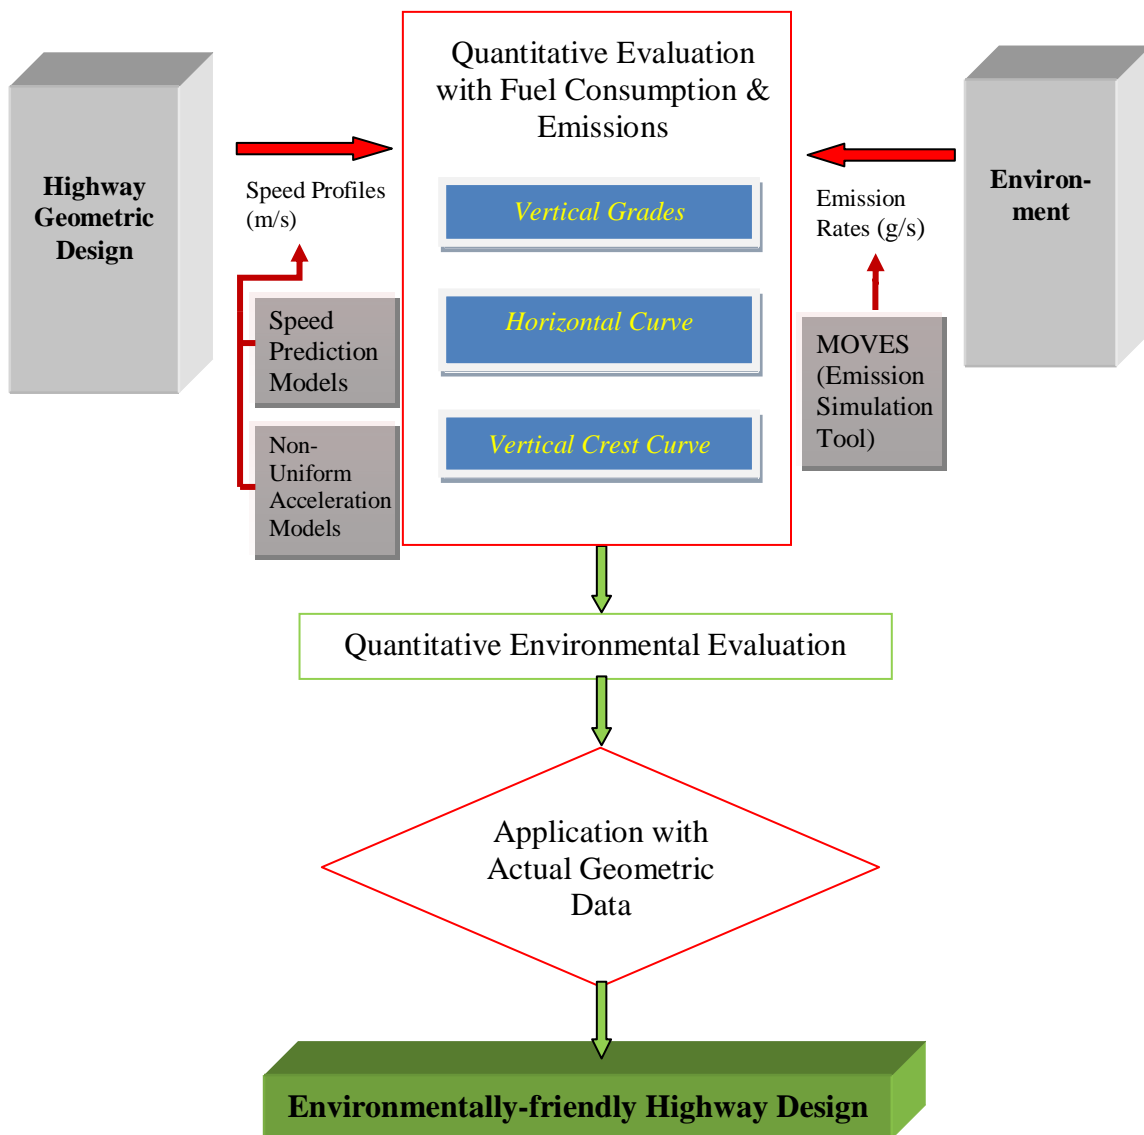 Quantitative Evaluation
with Fuel Consumption &
Emissions
Highway
Geometric
Design
Speed Profiles
(m/s)
Speed
Prediction
Models
Non-
Uniform
Acceleration
Models
Vertical Grades
Horizontal Curve
Vertical Crest Curve
Emission
Rates (g/s)
Environ-
ment
MOVES
(Emission
Simulation
Tool)
Quantitative Environmental Evaluation
Application with
Actual Geometric
Data
Environmentally-friendly Highway Design